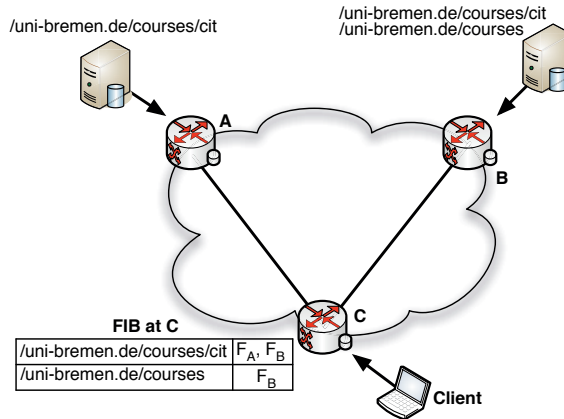 /uni-bremen.de/courses/cit
/uni-bremen.de/courses/cit
/uni-bremen.de/courses
A
B
C
FIB at C
/uni-bremen.de/courses/cit F_A, F_B
/uni-bremen.de/courses F_B
Client